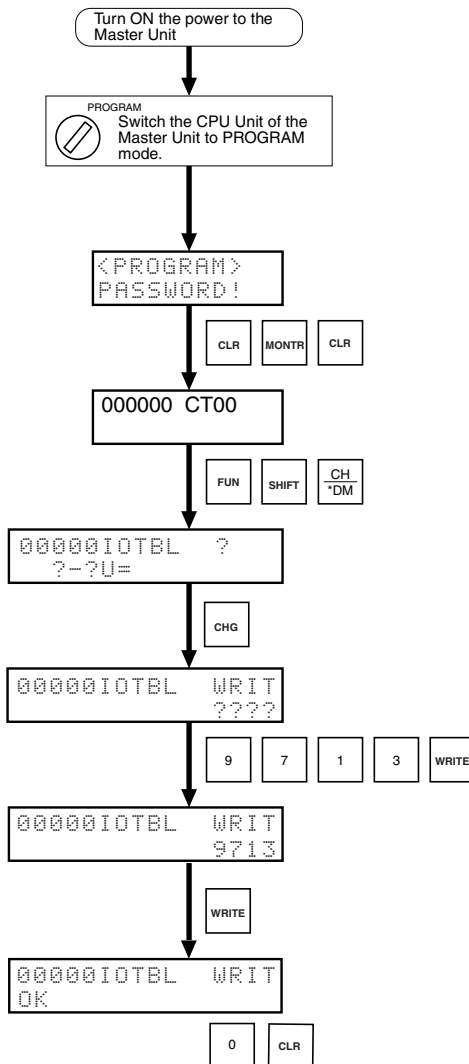 Turn ON the power to the
Master Unit
PROGRAM
Switch the CPU Unit of the
Master Unit to PROGRAM
mode.
<PROGRAM>
PASSWORD!
CLR MONTR CLR
000000 CT00
FUN SHIFT CH
*DM
00000IOTBL ?
?-?U=
CHG
00000IOTBL WRIT
????
9 7 1 3 WRITE
00000IOTBL WRIT
9713
WRITE
00000IOTBL WRIT
OK
0 CLR